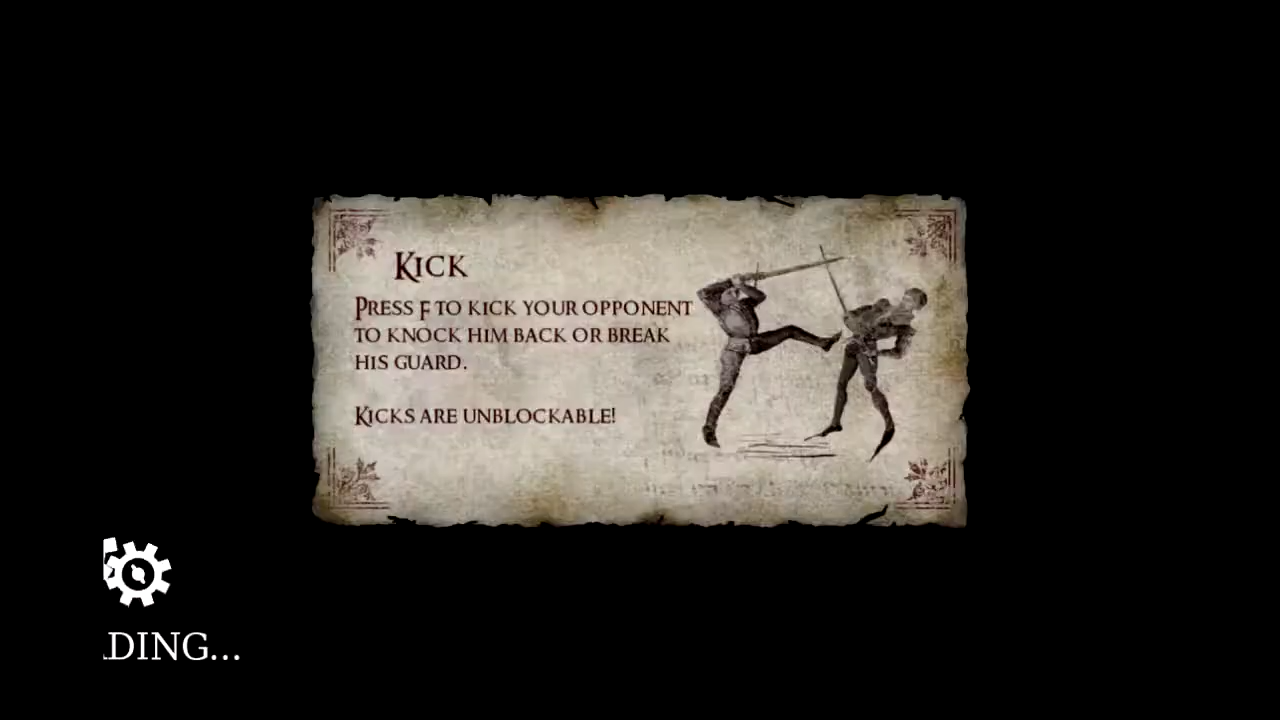 KICK
PRESS F TO KICK YOUR OPPONENT
TO KNOCK HIM BACK OR BREAK
HIS GUARD.
KICKS ARE UNBLOCKABLE!
DING...